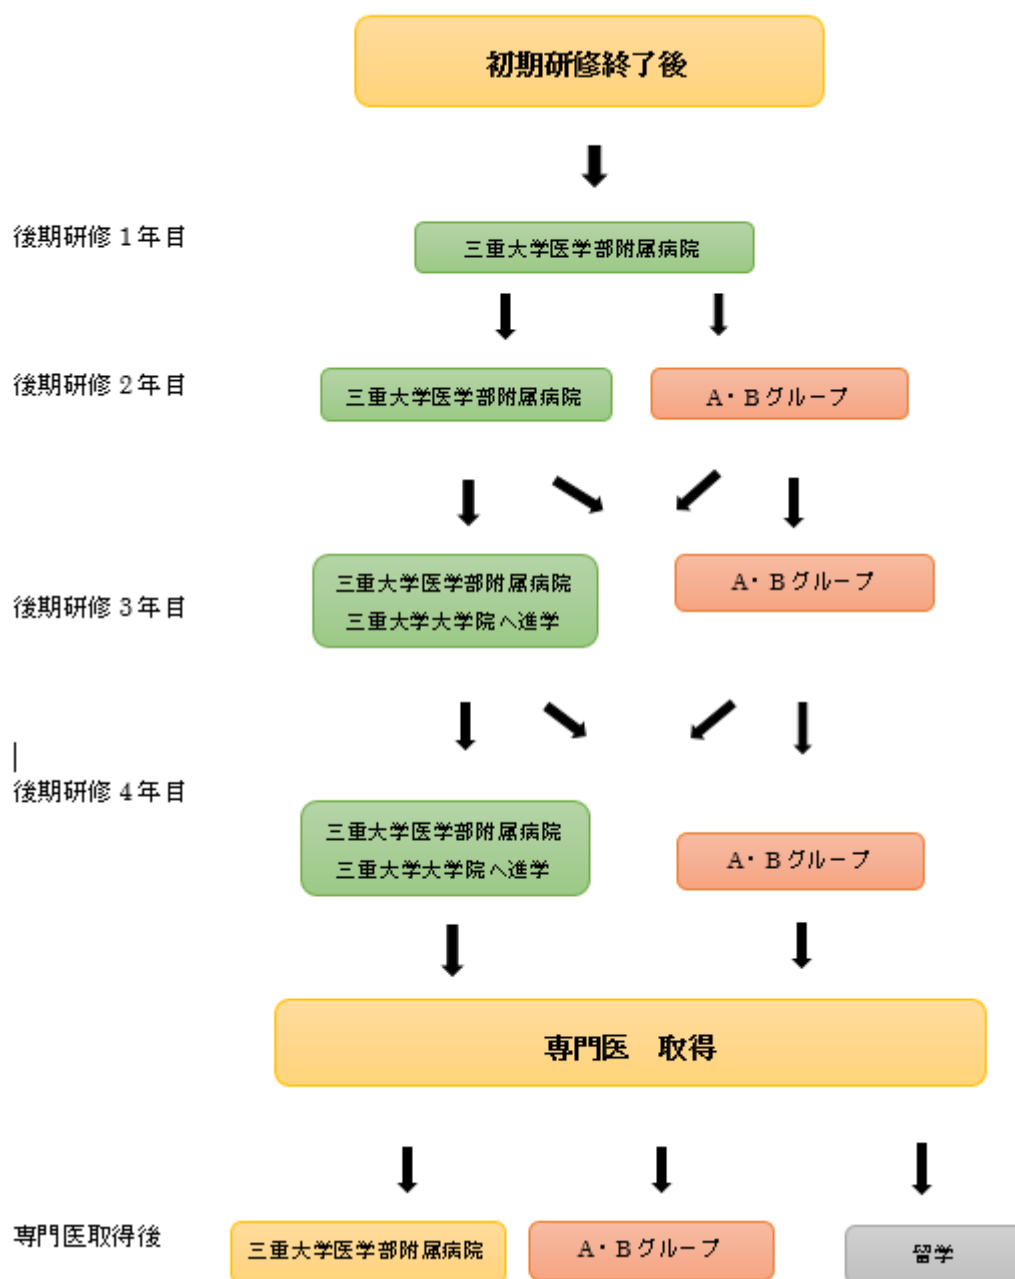 初期研修終了後
後期研修 1 年目
三重大学医学部附属病院
後期研修 2 年目
三重大学医学部附属病院
A・B グループ
後期研修 3 年目
三重大学医学部附属病院
三重大学大学院へ進学
A・B グループ
後期研修 4 年目
三重大学医学部附属病院
三重大学大学院へ進学
A・B グループ
専門医　取得
専門医取得後
三重大学医学部附属病院
A・B グループ
留学